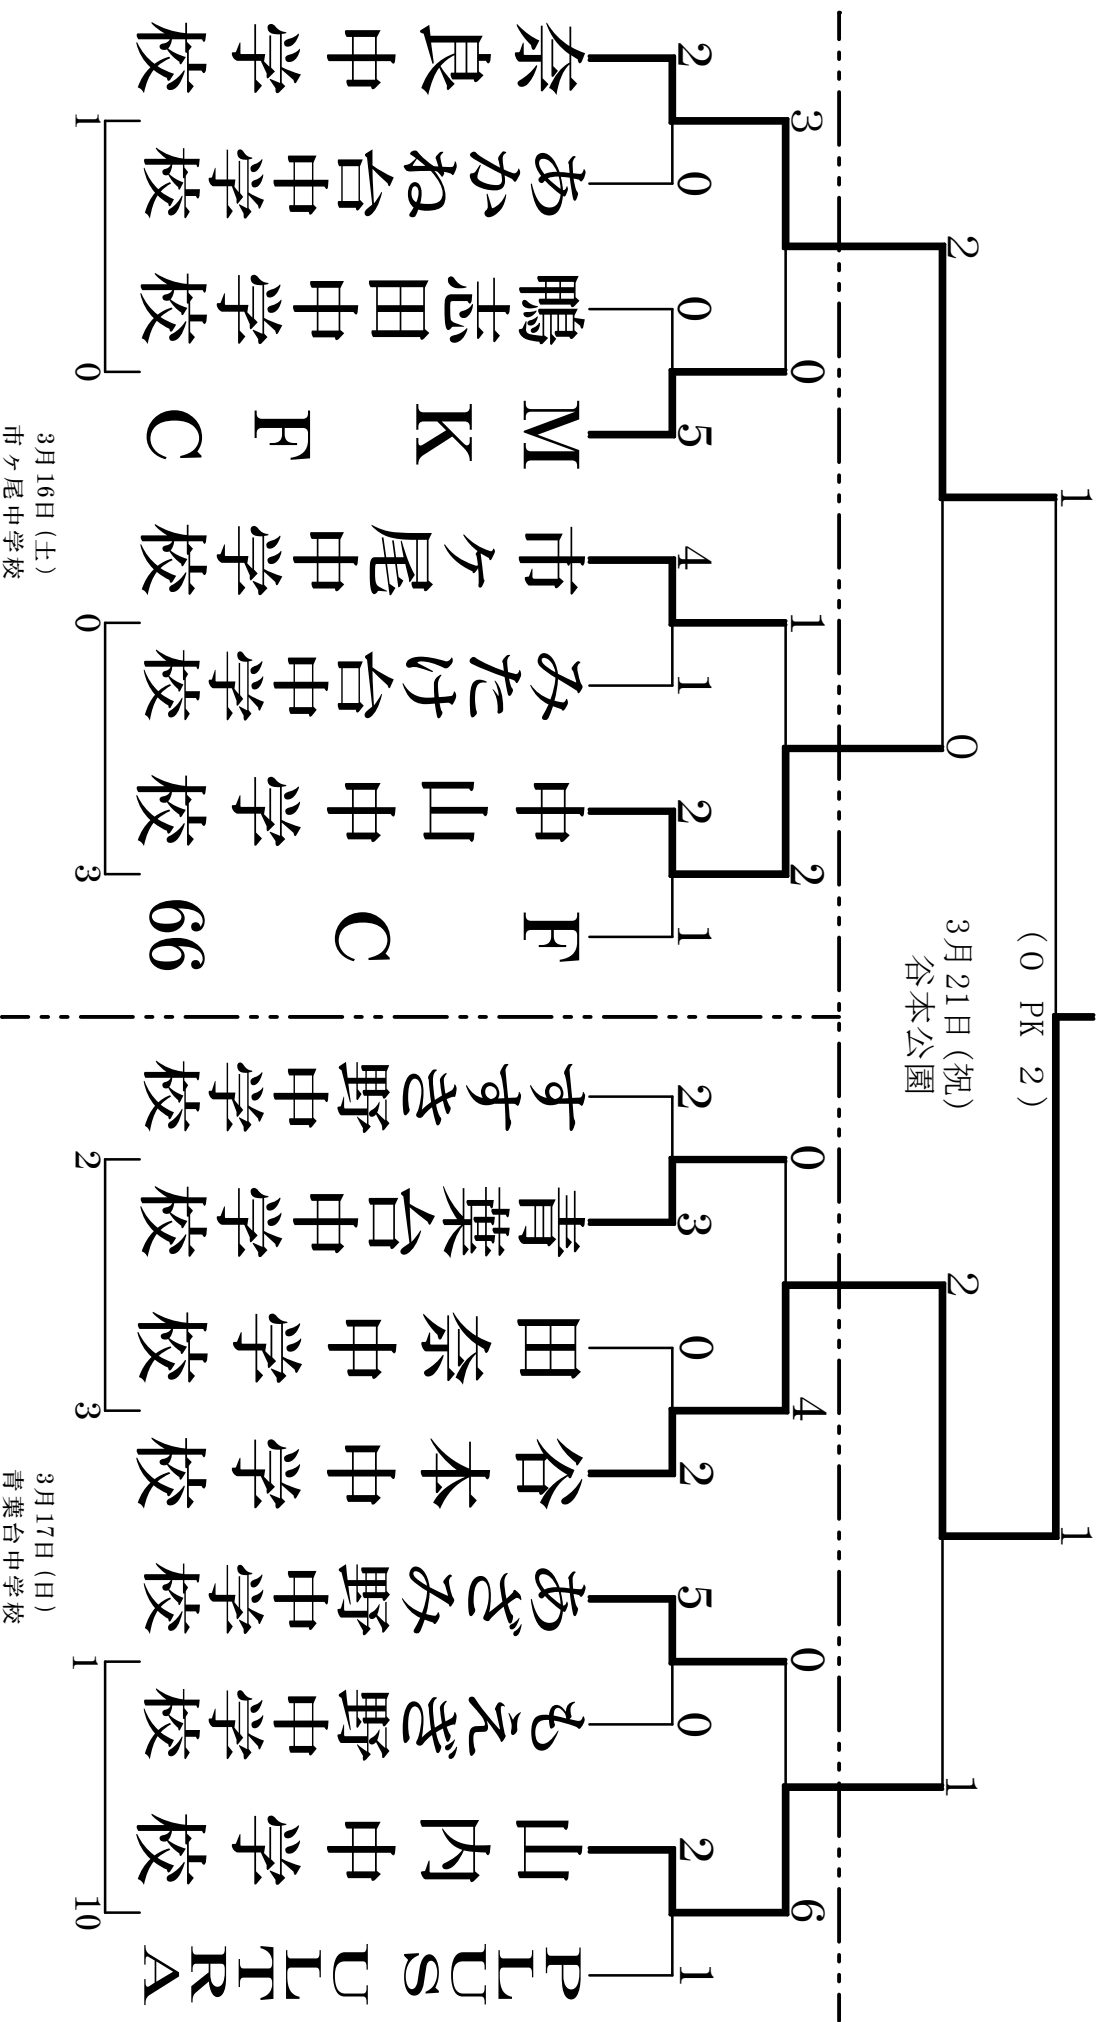 1 1
（0 PK 2）
3月21日（祝）
谷本公園
2 0 2 1
3 0 1 2 0 4 0 6
2 0 0 5 4 1 2 1 2 3 0 2 5 0 2 1
奈良中学校
あかね台中学校
鴨志田中学校
MKFC
市ヶ尾中学校
みたけ台中学校
中山中学校
FC66
すすき野中学校
青葉台中学校
田奈中学校
谷本中学校
あざみ野中学校
もえぎ野中学校
山内中学校
PLUS ULTRA
1 0 0 3 2 3 1 10
3月16日（土）
市ヶ尾中学校
3月17日（日）
青葉台中学校